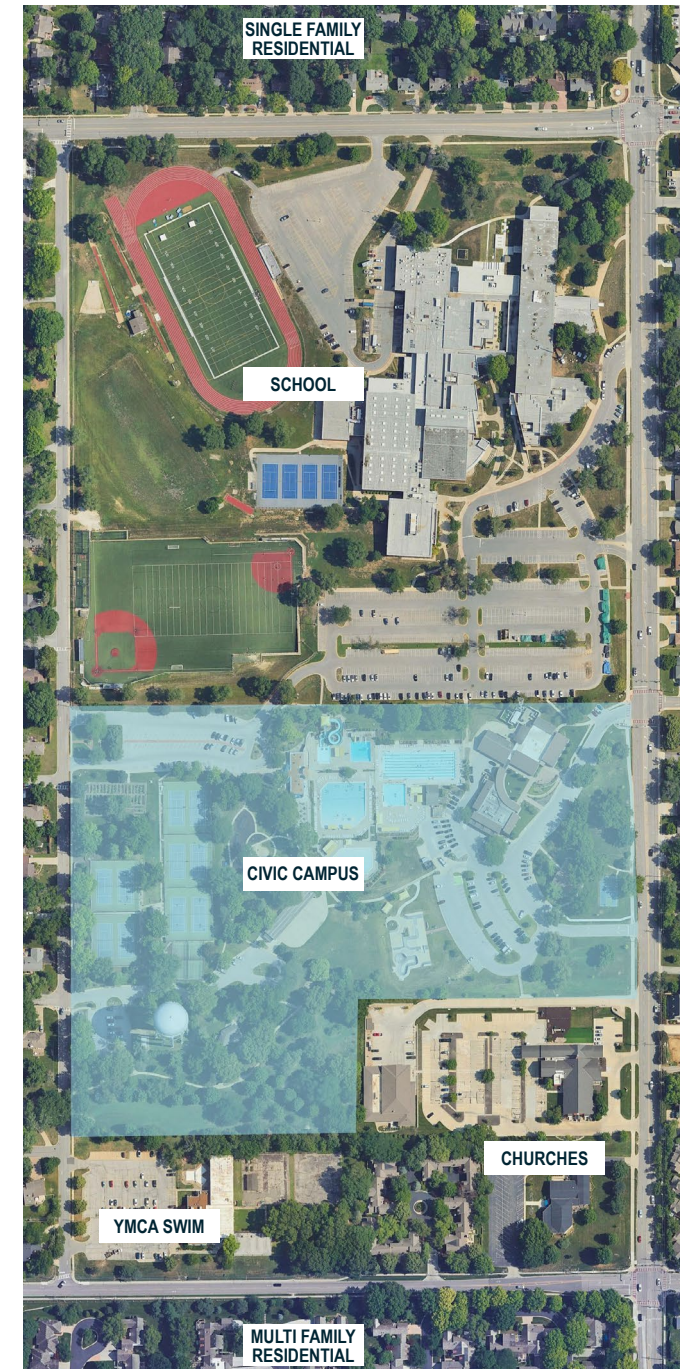 SINGLE FAMILY
RESIDENTIAL
SCHOOL
CIVIC CAMPUS
CHURCHES
YMCA SWIM
MULTI FAMILY
RESIDENTIAL